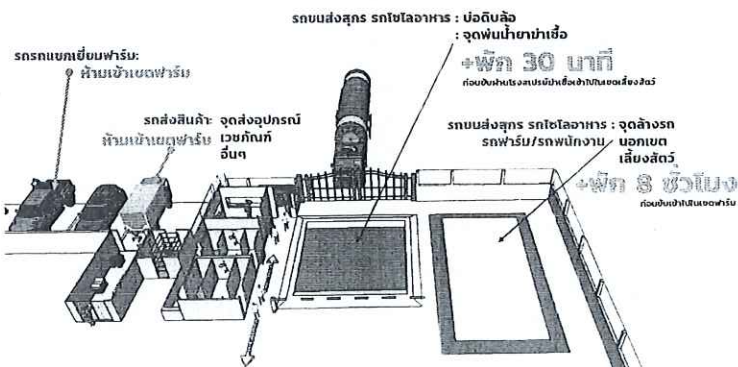 รถขนส่งสุกร รถไซโลอาหาร : บ่อดิบล้อ
: จุดพ่นน้ำยาฆ่าเชื้อ
+พัก 30 นาที
ก่อนขับผ่านโรงสเปรย์ฆ่าเชื้อเข้าไปในเขตเลี้ยงสัตว์
รถรถแขกเยี่ยมฟาร์ม:
ห้ามเข้าเขตฟาร์ม
รถส่งสินค้า: จุดส่งอุปกรณ์
ห้ามเข้าเขตฟาร์ม เวชภัณฑ์
อื่นๆ
รถขนส่งสุกร รถไซโลอาหาร : จุดล้างรถ
รถฟาร์ม/รถพนักงาน นอกเขต
เลี้ยงสัตว์
+พัก 8 ชั่วโมง
ก่อนขับเข้าไปในเขตฟาร์ม